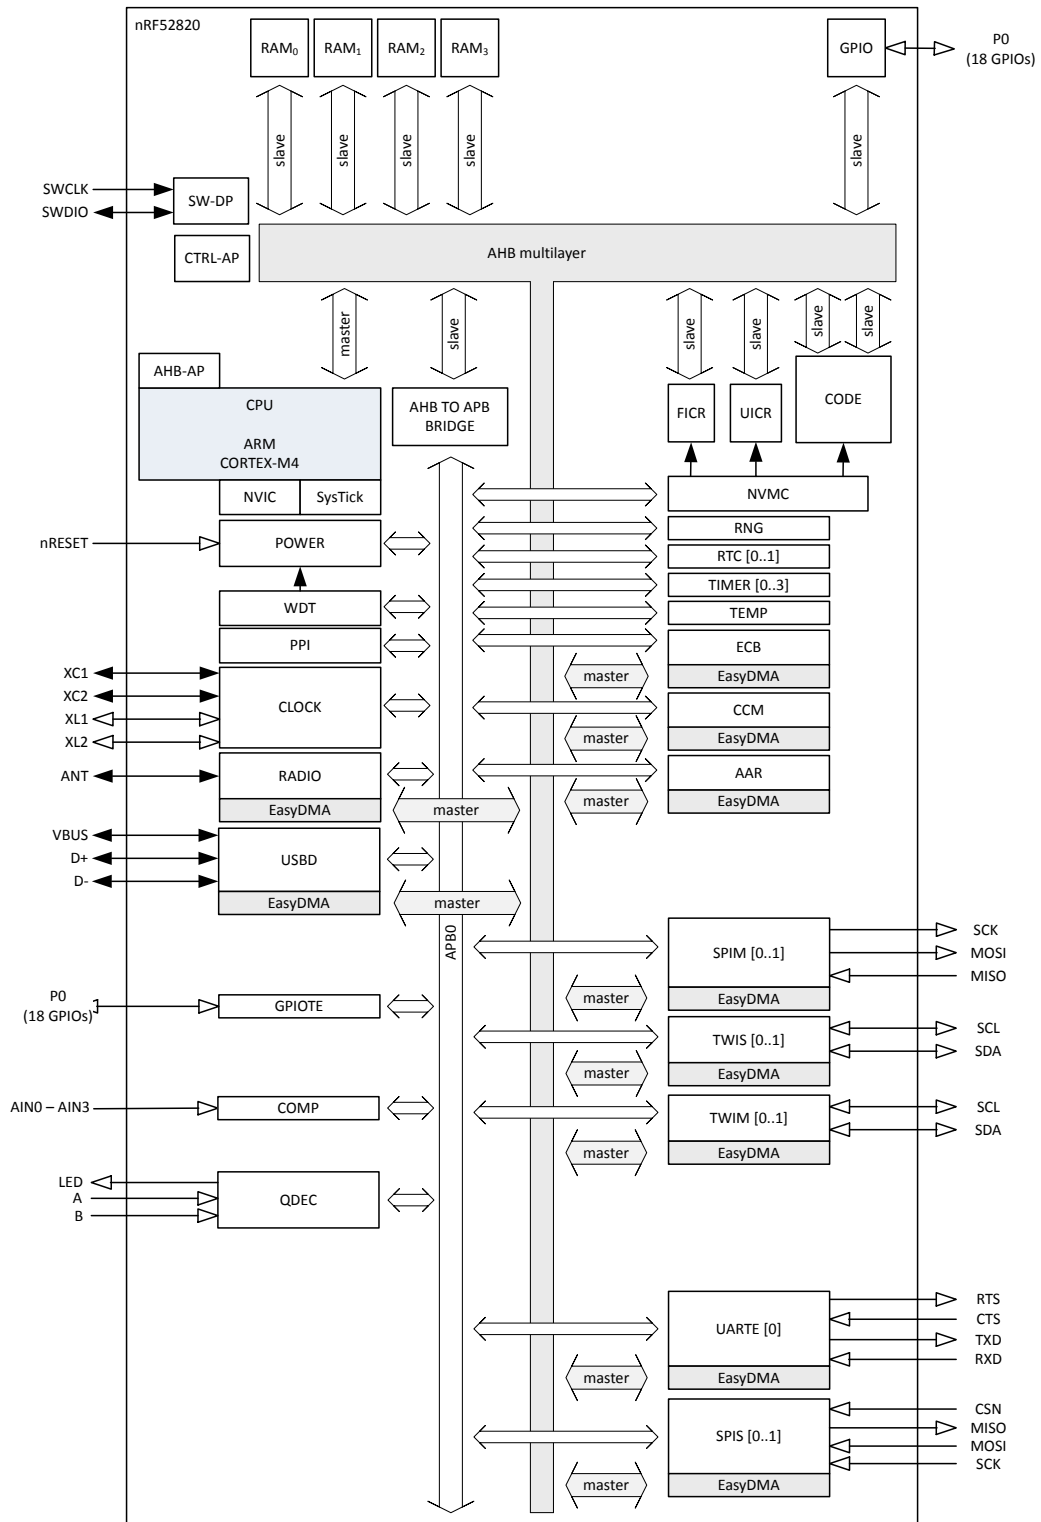 nRF52820
RAM0
RAM1
RAM2
RAM3
GPIO
P0
(18 GPIOs)
slave
slave
slave
slave
slave
SWCLK
SWDIO
SW-DP
CTRL-AP
AHB multilayer
master
slave
slave
slave
slave
slave
AHB-AP
CPU
ARM
CORTEX-M4
NVIC
SysTick
AHB TO APB
BRIDGE
FICR
UICR
CODE
NVMC
nRESET
POWER
RNG
RTC [0..1]
TIMER [0..3]
WDT
TEMP
PPI
ECB
master
EasyDMA
XC1
XC2
XL1
XL2
CLOCK
CCM
master
EasyDMA
ANT
RADIO
EasyDMA
master
AAR
master
EasyDMA
VBUS
D+
D-
USBD
EasyDMA
master
APB0
SPIM [0..1]
master
EasyDMA
SCK
MOSI
MISO
P0
(18 GPIOs)
GPIOTE
TWIS [0..1]
master
EasyDMA
SCL
SDA
AIN0 – AIN3
COMP
TWIM [0..1]
master
EasyDMA
SCL
SDA
LED
A
B
QDEC
UARTE [0]
master
EasyDMA
RTS
CTS
TXD
RXD
SPIS [0..1]
master
EasyDMA
CSN
MISO
MOSI
SCK